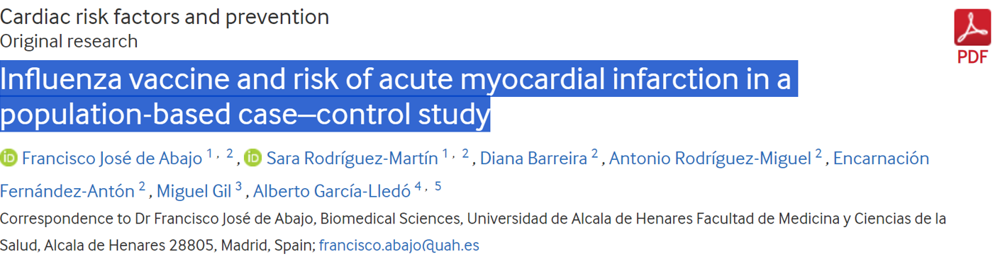 Cardiac risk factors and prevention
Original research
PDF
Influenza vaccine and risk of acute myocardial infarction in a
population-based case–control study
iD Francisco José de Abajo 1, 2, iD Sara Rodríguez-Martín 1, 2, Diana Barreira 2, Antonio Rodríguez-Miguel 2, Encarnación
Fernández-Antón 2, Miguel Gil 3, Alberto García-Lledó 4, 5
Correspondence to Dr Francisco José de Abajo, Biomedical Sciences, Universidad de Alcala de Henares Facultad de Medicina y Ciencias de la
Salud, Alcala de Henares 28805, Madrid, Spain; francisco.abajo@uah.es